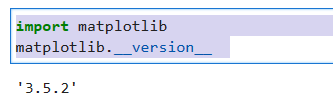 import matplotlib
matplotlib.__version__
'3.5.2'